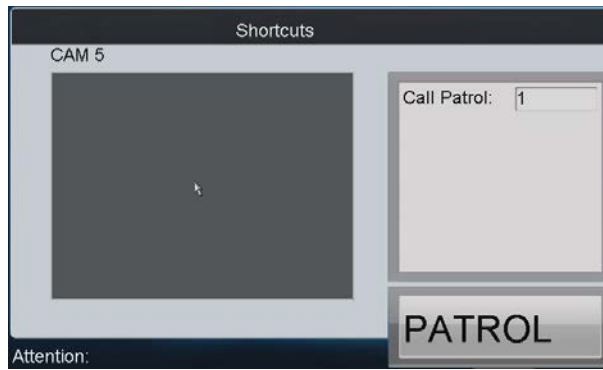 Shortcuts
CAM 5
Call Patrol: 1
PATROL
Attention: